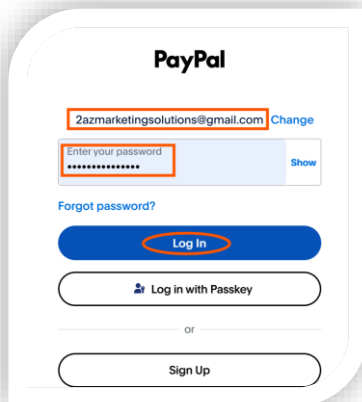 PayPal
2azmarketingsolutions@gmail.com Change
Enter your password
••••••••••••••• Show
Forgot password?
Log In
Log in with Passkey
or
Sign Up